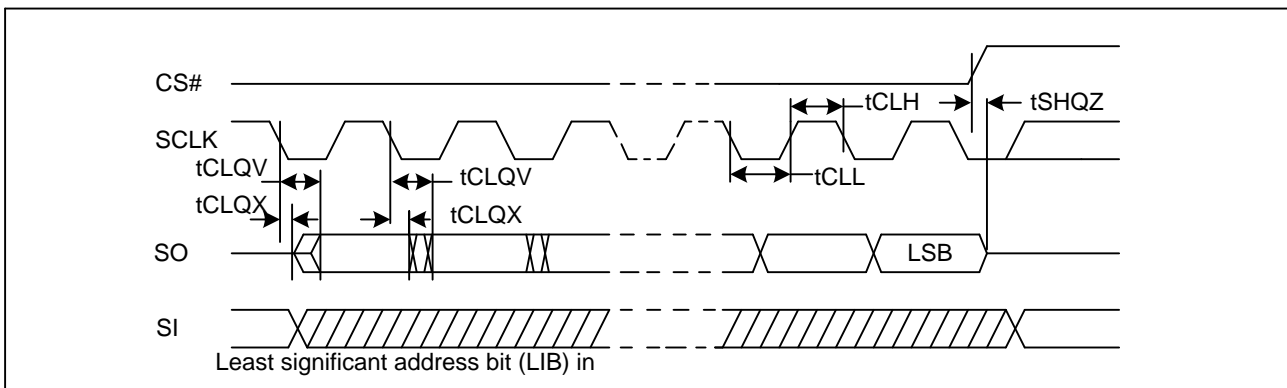 CS#
tCLH
tSHQZ
SCLK
tCLQV
tCLQV
tCLL
tCLQX
tCLQX
SO
LSB
SI
Least significant address bit (LIB) in